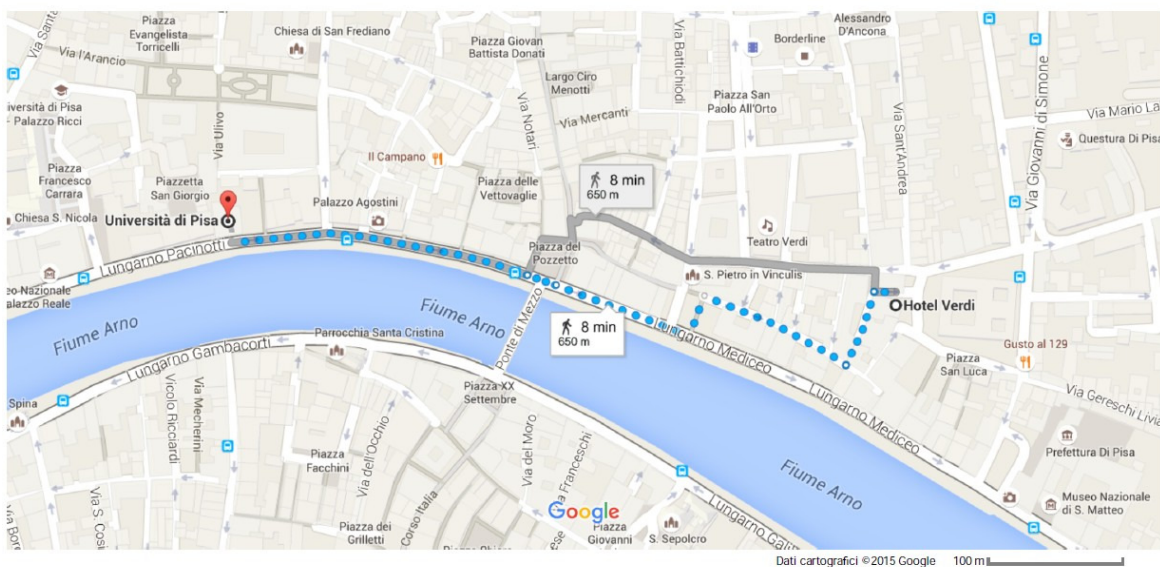 Piazza
Evangelista
Torricelli
Chiesa di San Frediano
Piazza Giovan
Battista Donati
Via Battichiodi
Alessandro
D'Ancona
Borderline
Via l'Arancio
Largo Ciro
Menotti
Via Notari
Via Mercanti
Piazza San
Paolo All'Orto
Via Sant'Andrea
Via Giovanni di Simone
Via Mario La
Questura Di Pisa
Università di Pisa
- Palazzo Ricci
Via Ulivo
Il Campano
Piazza
Francesco
Carrara
Piazzetta
San Giorgio
Piazza delle
Vettovaglie
8 min
650 m
Palazzo Agostini
Chiesa S. Nicola
Università di Pisa
Teatro Verdi
Piazza del
Pozzetto
Lungarno Pacinotti
S. Pietro in Vinculis
eo Nazionale
Palazzo Reale
Hotel Verdi
Fiume Arno
Fiume Arno
Ponte di Mezzo
8 min
650 m
Lungarno Mediceo
Lungarno Mediceo
Parrocchia Santa Cristina
Lungarno Gambacorti
Gusto al 129
Piazza
San Luca
Via Gereschi Livia
Spina
Vicolo Ricciardi
Via Mecherini
Piazza XX
Settembre
Via dell'Occhio
Via del Moro
Piazza
Facchini
Fiume Arno
Prefettura Di Pisa
Corso Italia
Museo Nazionale
di S. Matteo
Google
Piazza dei
Grilletti
Piazza
Giovanni
S. Sepolcro
Dati cartografici ©2015 Google 100 m